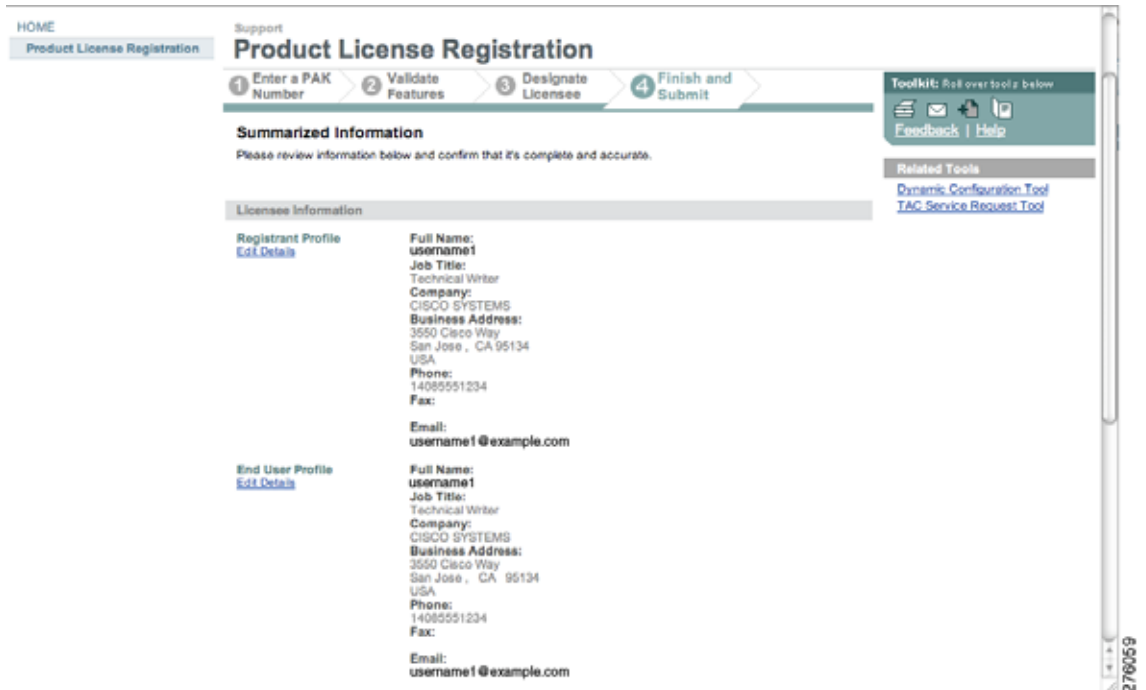 HOME
Product License Registration
Support
Product License Registration
1 Enter a PAK Number
2 Validate Features
3 Designate Licensee
4 Finish and Submit
Summarized Information
Please review information below and confirm that it's complete and accurate.
Toolkit: Roll over tools below
Feedback | Help
Related Tools
Dynamic Configuration Tool
TAC Service Request Tool
Licensee Information
Registrant Profile
Edit Details
Full Name:
username1
Job Title:
Technical Writer
Company:
CISCO SYSTEMS
Business Address:
3550 Cisco Way
San Jose , CA 95134
USA
Phone:
14085551234
Fax:
Email:
username1@example.com
End User Profile
Edit Details
Full Name:
username1
Job Title:
Technical Writer
Company:
CISCO SYSTEMS
Business Address:
3550 Cisco Way
San Jose , CA 95134
USA
Phone:
14085551234
Fax:
Email:
username1@example.com
276059